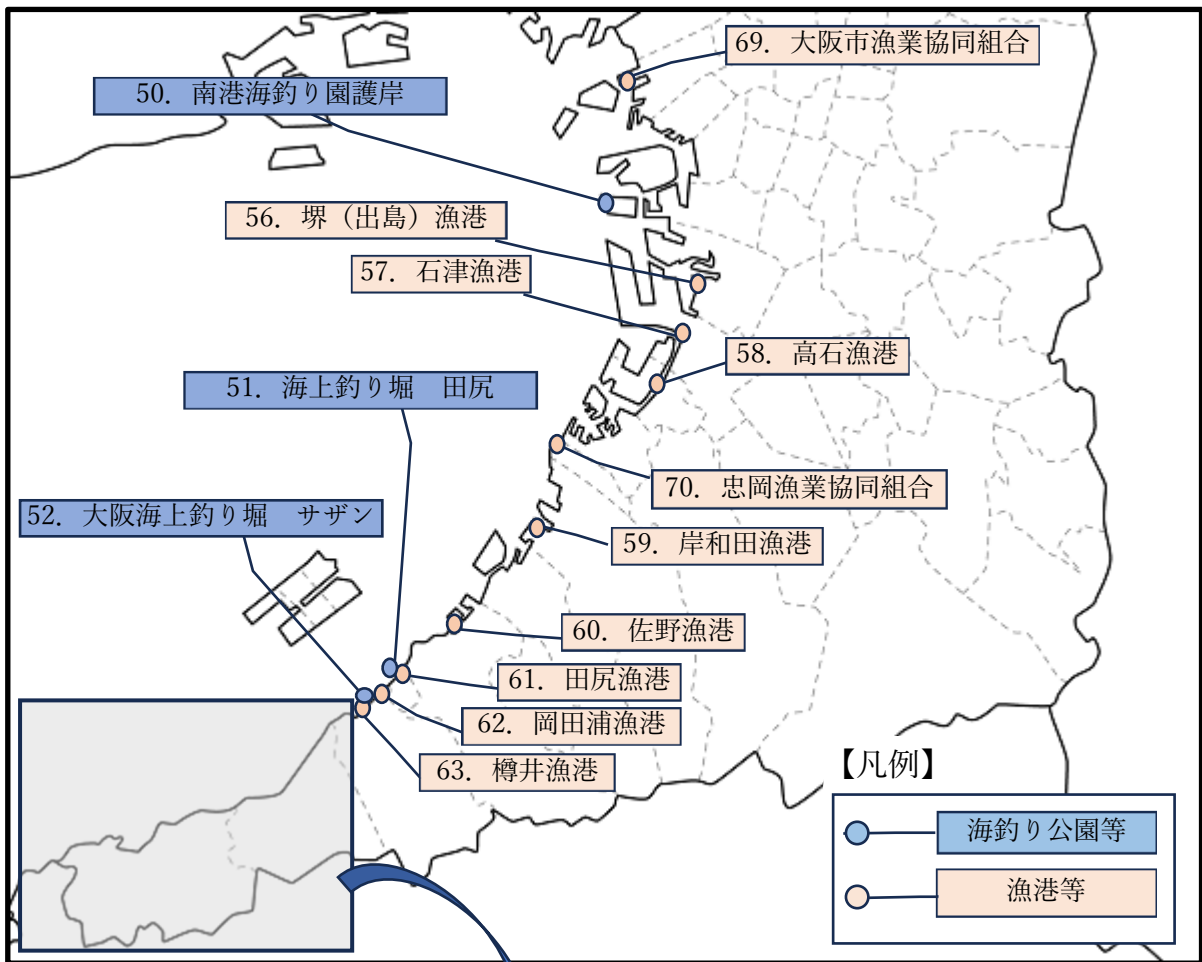 69. 大阪市漁業協同組合
50. 南港海釣り園護岸
56. 堺（出島）漁港
57. 石津漁港
58. 高石漁港
51. 海上釣り堀　田尻
70. 忠岡漁業協同組合
52. 大阪海上釣り堀　サザン
59. 岸和田漁港
60. 佐野漁港
61. 田尻漁港
62. 岡田浦漁港
63. 樽井漁港
【凡例】
海釣り公園等
漁港等